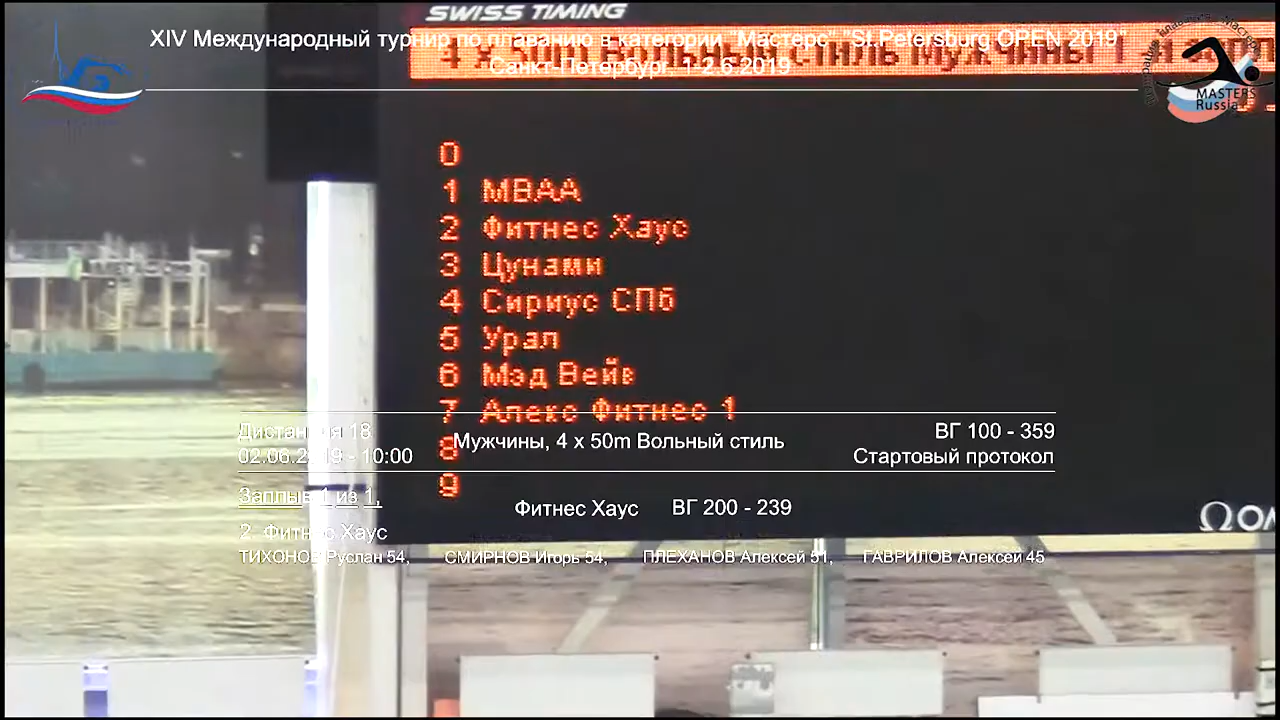 SWISS TIMING
XIV Международный турнир по плаванию в категории "Мастерс" "St.Petersburg OPEN 2019"
Санкт-Петербург, 1-2.6.2019
MASTERS
Russia
0
1 МВАА
2 Фитнес Хаус
3 Цунами
4 Сириус СПб
5 Урал
6 Мэд Вейв
7 Алекс Фитнес 1
8
9
Дистанция 18
Мужчины, 4 x 50m Вольный стиль
ВГ 100 - 359
02.06.2019 - 10:00
Стартовый протокол
Заплыв 1 из 1,
Фитнес Хаус ВГ 200 - 239
2 Фитнес Хаус
ТИХОНОВ Руслан 54, СМИРНОВ Игорь 54, ПЛЕХАНОВ Алексей 51, ГАВРИЛОВ Алексей 45